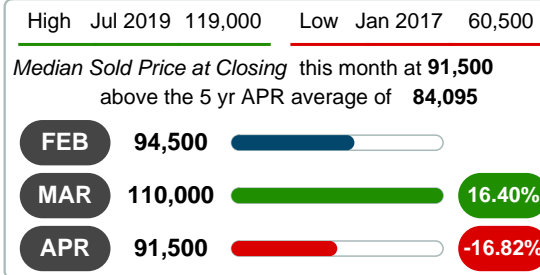 High Jul 2019 119,000 Low Jan 2017 60,500
Median Sold Price at Closing this month at 91,500
above the 5 yr APR average of 84,095
FEB 94,500
MAR 110,000 16.40%
APR 91,500 -16.82%